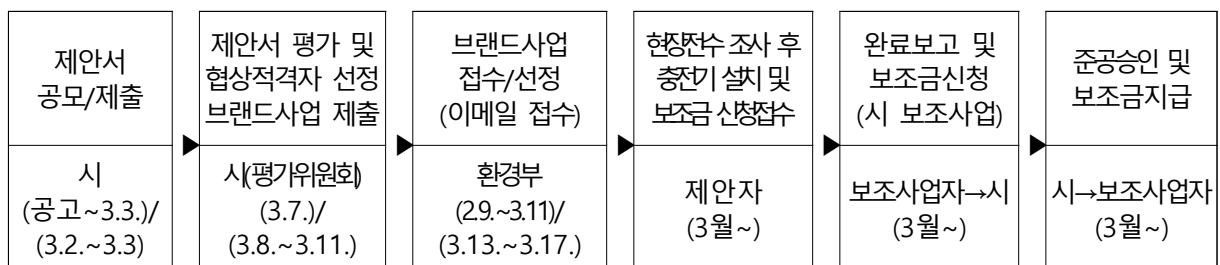 제안서
공모/제출
시
(공고~3.3.)/
(3.2.~3.3)
▶
제안서 평가 및
협상적격자 선정
브랜드사업 제출
시(평가위원회)
(3.7.)/
(3.8.~3.11.)
▶
브랜드사업
접수/선정
(이메일 접수)
환경부
(2.9.~3.11)/
(3.13.~3.17.)
▶
현장전수 조사 후
충전기 설치 및
보조금 신청접수
제안자
(3월~)
▶
완료보고 및
보조금신청
(시 보조사업)
보조사업자→시
(3월~)
▶
준공승인 및
보조금지급
시→보조사업자
(3월~)